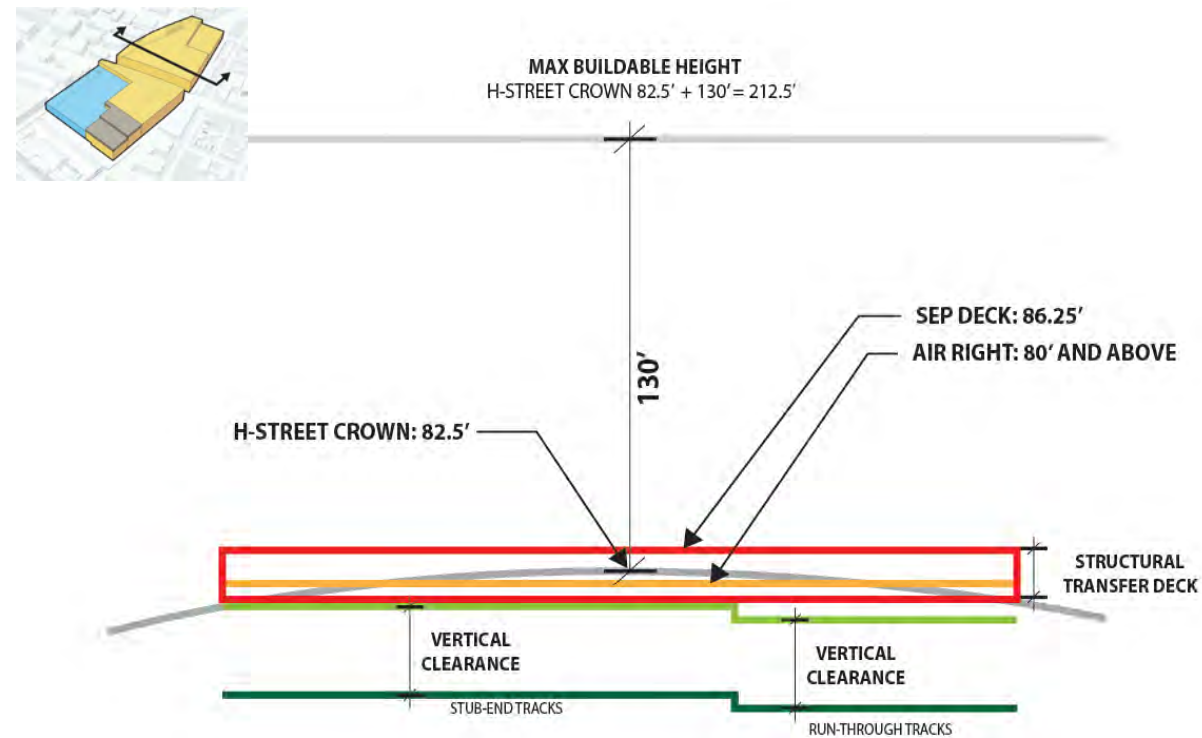 MAX BUILDABLE HEIGHT
H-STREET CROWN 82.5' + 130' = 212.5'
130'
SEP DECK: 86.25'
AIR RIGHT: 80' AND ABOVE
H-STREET CROWN: 82.5'
STRUCTURAL
TRANSFER DECK
VERTICAL
CLEARANCE
VERTICAL
CLEARANCE
STUB-END TRACKS
RUN-THROUGH TRACKS